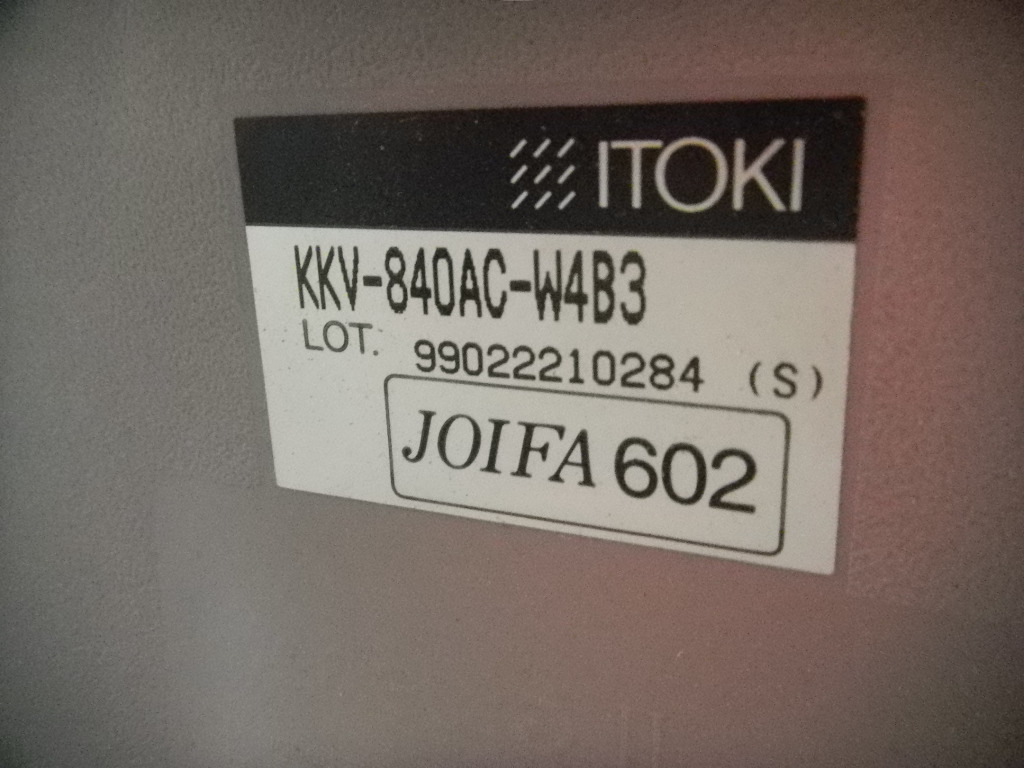 ITOKI
KKV-840AC-W4B3
LOT. 99022210284 (S)
JOIFA 602